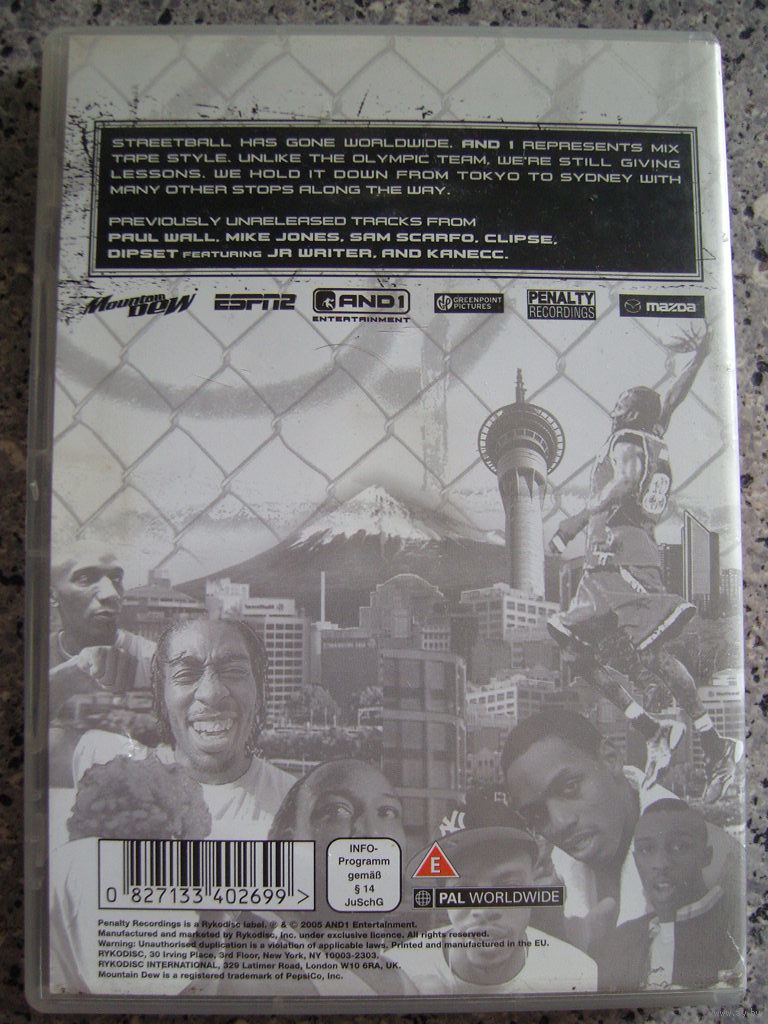 STREETBALL HAS GONE WORLDWIDE. AND 1 REPRESENTS MIX
TAPE STYLE. UNLIKE THE OLYMPIC TEAM, WE'RE STILL GIVING
LESSONS. WE HOLD IT DOWN FROM TOKYO TO SYDNEY WITH
MANY OTHER STOPS ALONG THE WAY.
PREVIOUSLY UNRELEASED TRACKS FROM
PAUL WALL, MIKE JONES, SAM SCARFO, CLIPSE,
DIPSET FEATURING JR WRITER, AND KANECC.
Mountain Dew
ESPN2
AND1
ENTERTAINMENT
GREENPOINT
PICTURES
PENALTY
RECORDINGS
mazda
INFO-
Programm
gemäß
§ 14
JuSchG
E
PAL WORLDWIDE
0 827133 402699 >
Penalty Recordings is a Rykodisc label. ℗ & © 2005 AND1 Entertainment.
Manufactured and marketed by Rykodisc, Inc. under exclusive licence. All rights reserved.
Warning: Unauthorised duplication is a violation of applicable laws. Printed and manufactured in the EU.
RYKODISC, 30 Irving Place, 3rd Floor, New York, NY 10003-2303.
RYKODISC INTERNATIONAL, 329 Latimer Road, London W10 6RA, UK.
Mountain Dew is a registered trademark of PepsiCo, Inc.